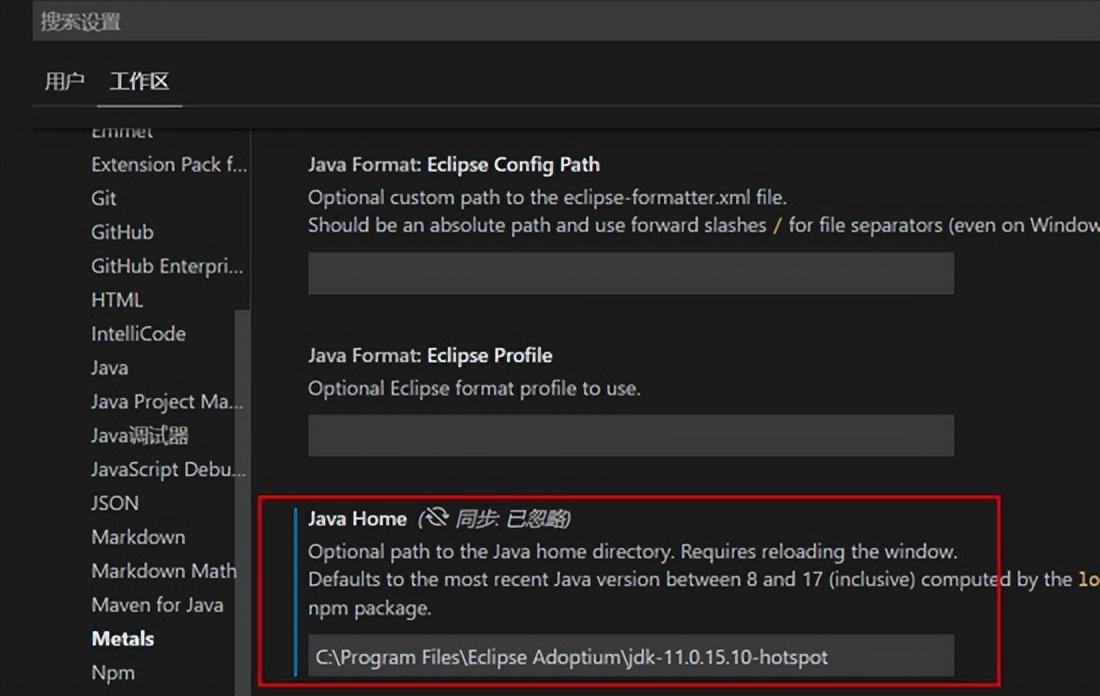 搜索设置
用户 工作区
Emmet
Extension Pack f...
Git
GitHub
GitHub Enterpri...
HTML
IntelliCode
Java
Java Project Ma...
Java调试器
JavaScript Debu...
JSON
Markdown
Markdown Math
Maven for Java
Metals
Npm
Java Format: Eclipse Config Path
Optional custom path to the eclipse-formatter.xml file.
Should be an absolute path and use forward slashes / for file separators (even on Window
Java Format: Eclipse Profile
Optional Eclipse format profile to use.
Java Home (同步: 已忽略)
Optional path to the Java home directory. Requires reloading the window.
Defaults to the most recent Java version between 8 and 17 (inclusive) computed by the lo
npm package.
C:\Program Files\Eclipse Adoptium\jdk-11.0.15.10-hotspot